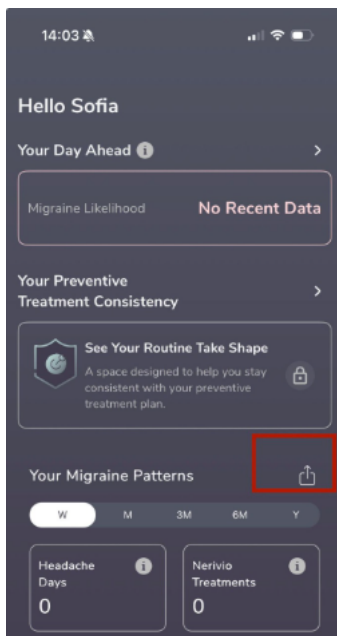 14:03
Hello Sofia
Your Day Ahead
Migraine Likelihood No Recent Data
Your Preventive
Treatment Consistency
See Your Routine Take Shape
A space designed to help you stay
consistent with your preventive
treatment plan.
Your Migraine Patterns
W M 3M 6M Y
Headache
Days
0
Nerivio
Treatments
0